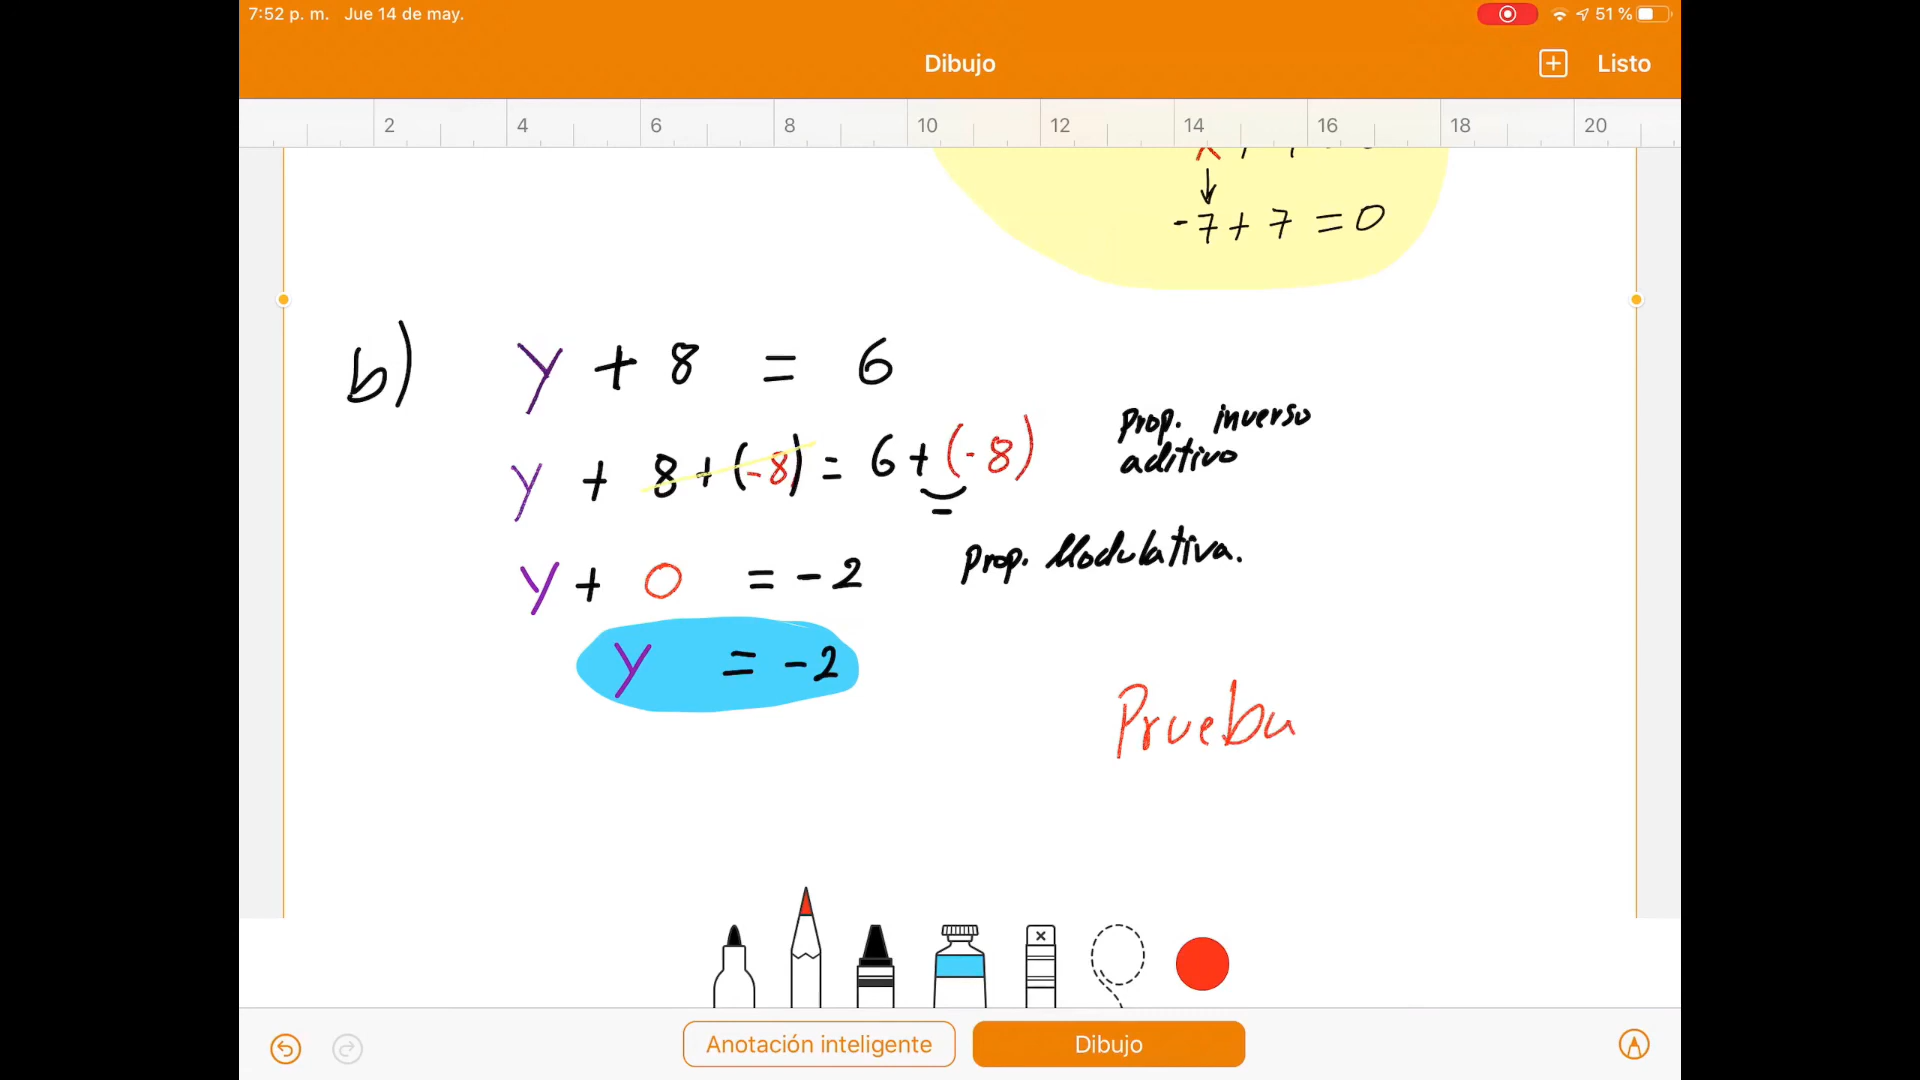 7:52 p. m. Jue 14 de may.
51 %
Dibujo
Listo
2 4 6 8 10 12 14 16 18 20
-7 + 7 = 0
b) y + 8 = 6
y + 8 + (-8) = 6 + (-8)
prop. inverso
aditivo
y + 0 = -2
prop. Modulativa.
y = -2
Prueba
Anotación inteligente
Dibujo